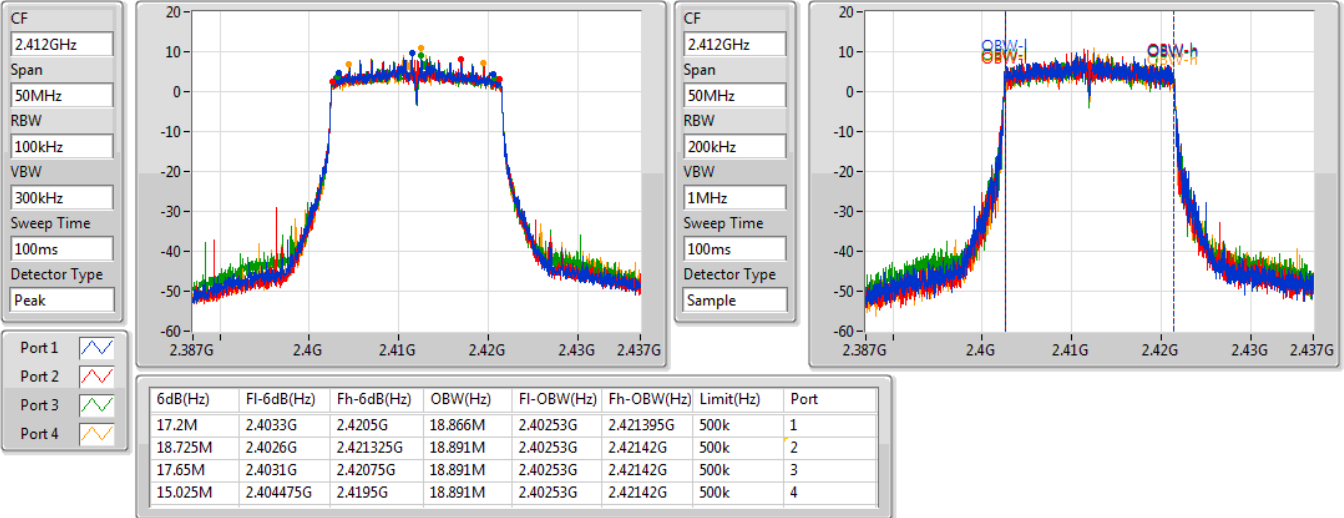 CF
2.412GHz
Span
50MHz
RBW
100kHz
VBW
300kHz
Sweep Time
100ms
Detector Type
Peak
20
10
0
-10
-20
-30
-40
-50
-60
2.387G 2.4G 2.41G 2.42G 2.43G 2.437G
CF
2.412GHz
Span
50MHz
RBW
200kHz
VBW
1MHz
Sweep Time
100ms
Detector Type
Sample
20
10
0
-10
-20
-30
-40
-50
-60
OBW-l
OBW-l
OBW-h
OBW-h
2.387G 2.4G 2.41G 2.42G 2.43G 2.437G
Port 1
Port 2
Port 3
Port 4
6dB(Hz) Fl-6dB(Hz) Fh-6dB(Hz) OBW(Hz) Fl-OBW(Hz) Fh-OBW(Hz) Limit(Hz) Port
17.2M 2.4033G 2.4205G 18.866M 2.40253G 2.421395G 500k 1
18.725M 2.4026G 2.421325G 18.891M 2.40253G 2.42142G 500k 2
17.65M 2.4031G 2.42075G 18.891M 2.40253G 2.42142G 500k 3
15.025M 2.404475G 2.4195G 18.891M 2.40253G 2.42142G 500k 4